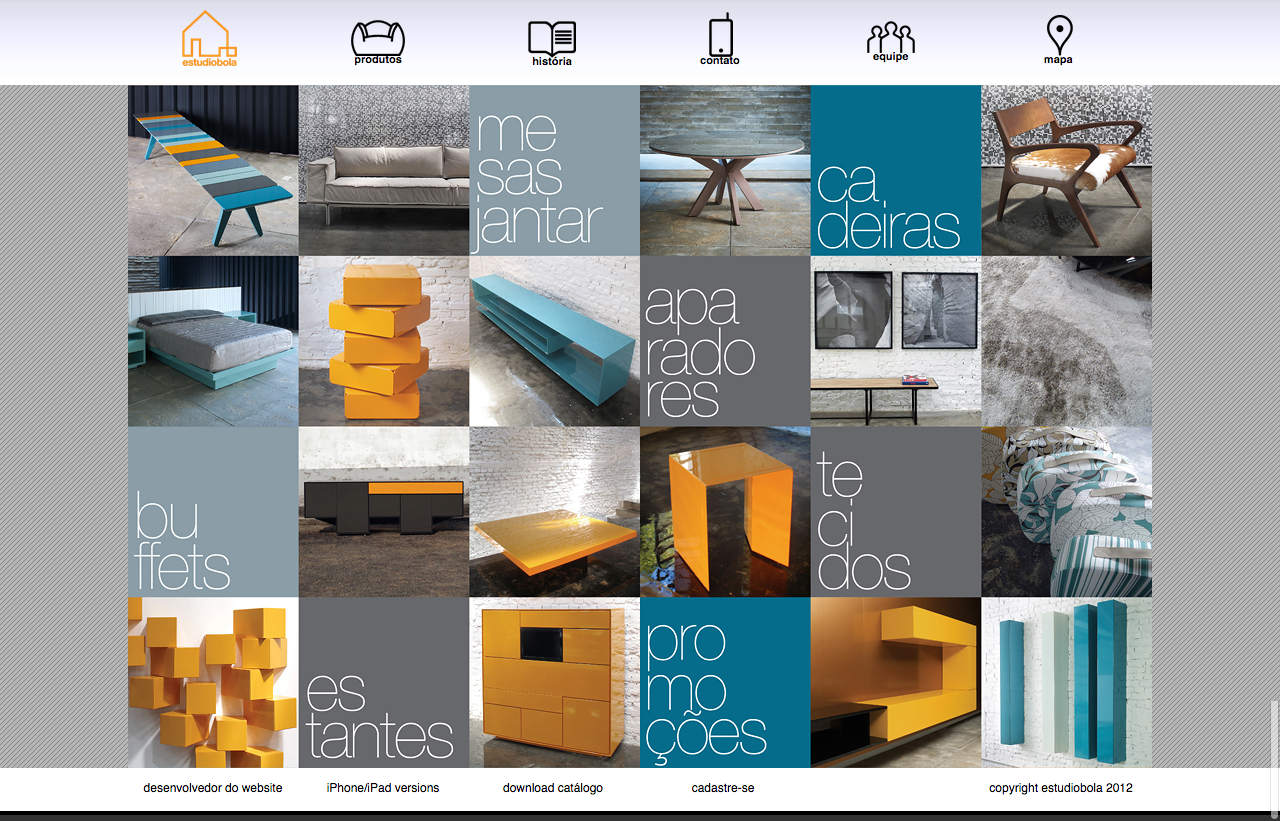 estudiobola
produtos
história
contato
equipe
mapa
me
sas
jantar
ca
deiras
apa
rado
res
bu
ffets
te
ci
dos
es
tantes
pro
mo
ções
desenvolvedor do website
iPhone/iPad versions
download catálogo
cadastre-se
copyright estudiobola 2012